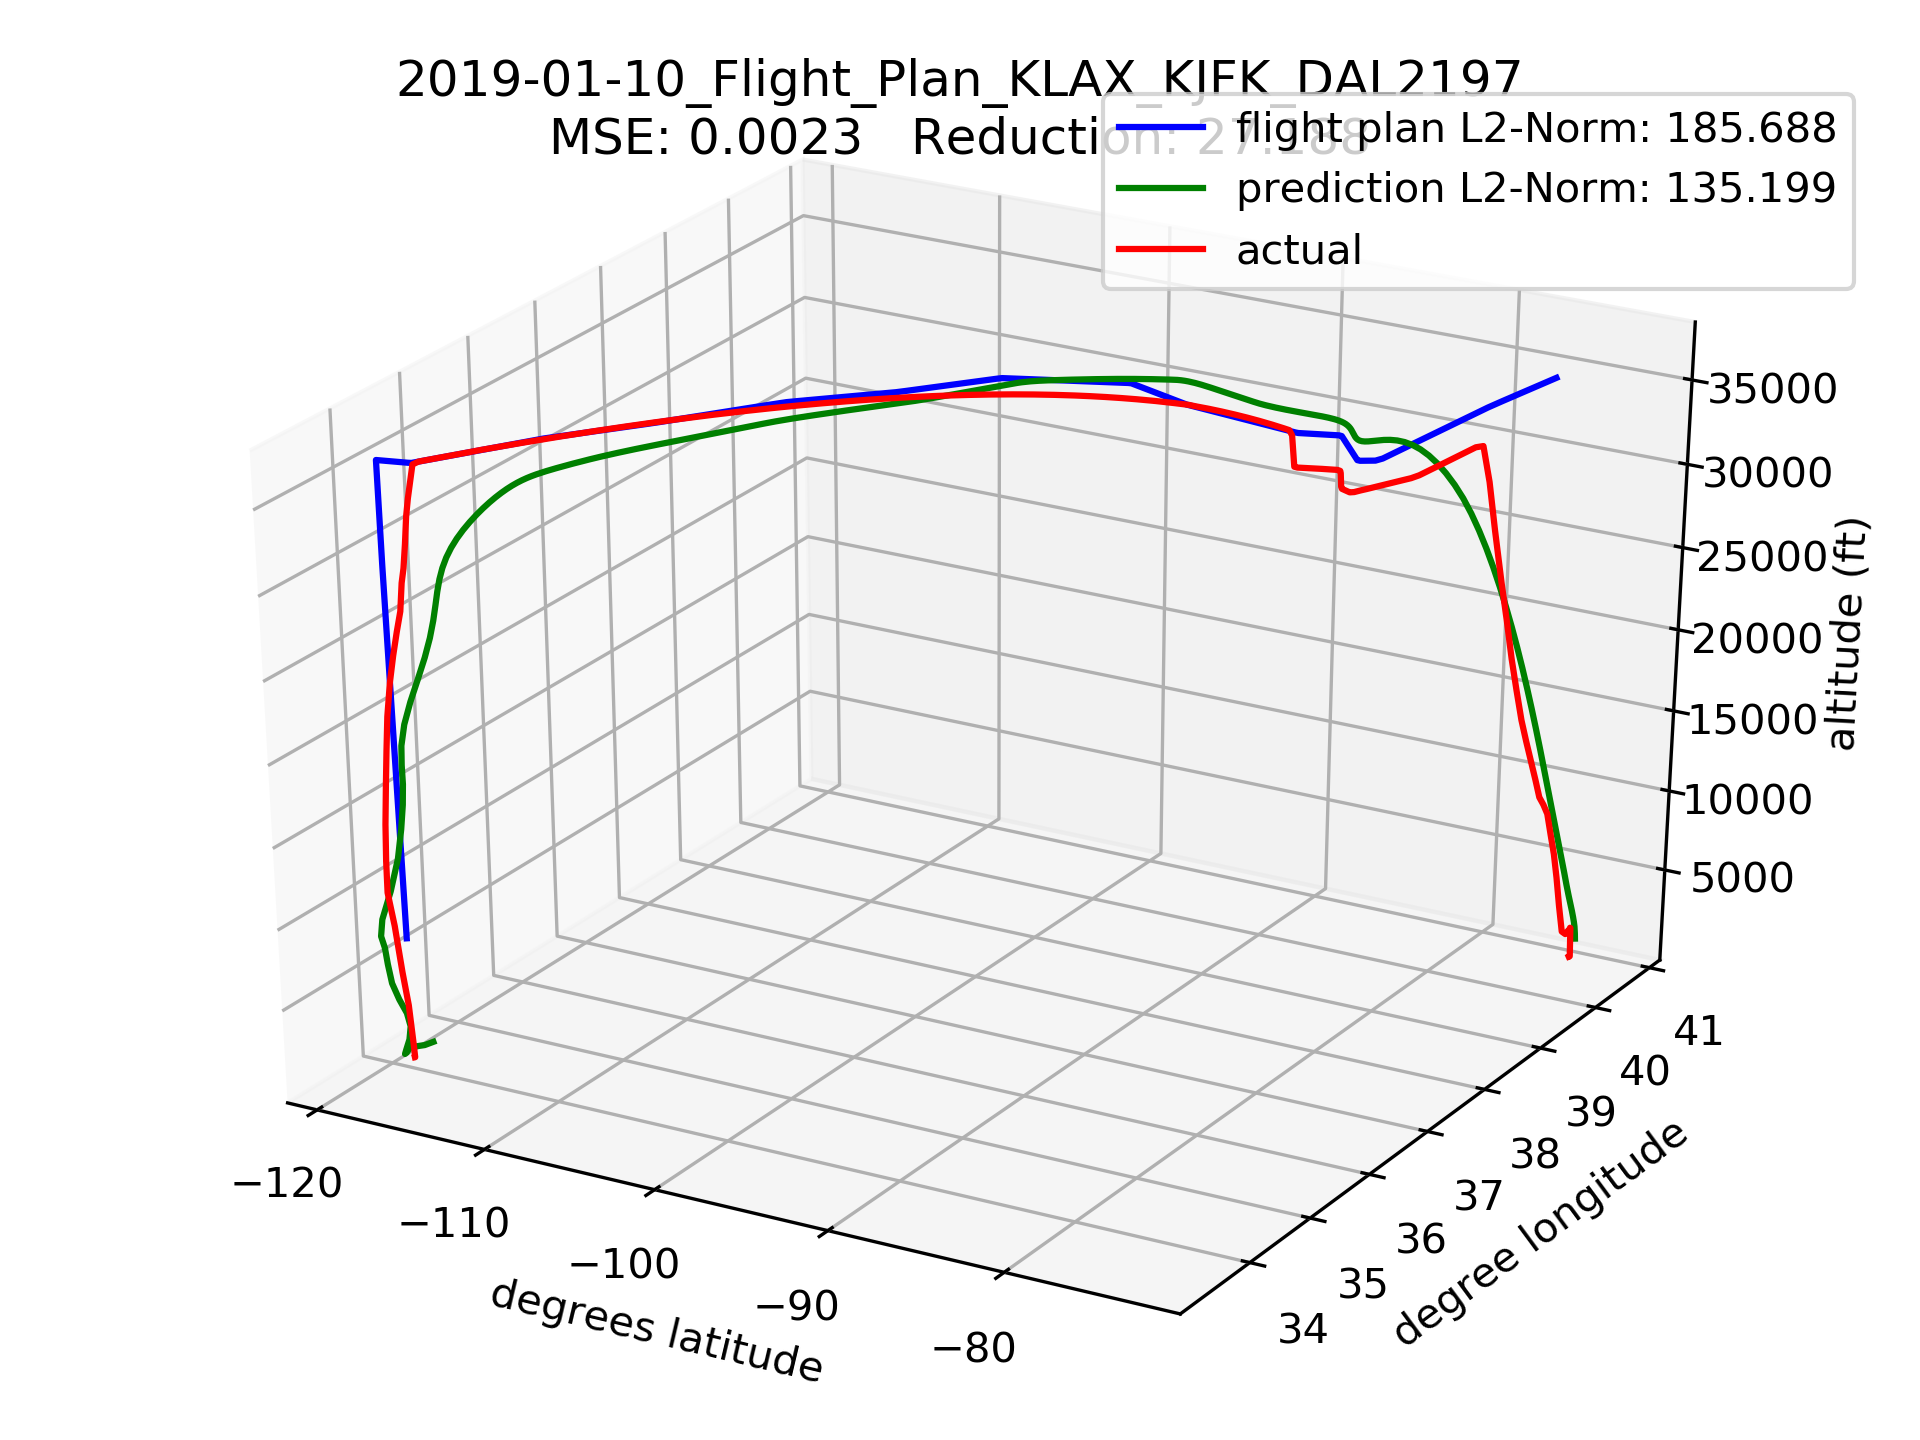 2019-01-10_Flight_Plan_KLAX_KJFK_DAL2197
MSE: 0.0023   Reduction: 27.188
flight plan L2-Norm: 185.688
prediction L2-Norm: 135.199
actual
35000
30000
25000
20000
15000
10000
5000
altitude (ft)
−120
−110
−100
−90
−80
degrees latitude
41
40
39
38
37
36
35
34
degree longitude